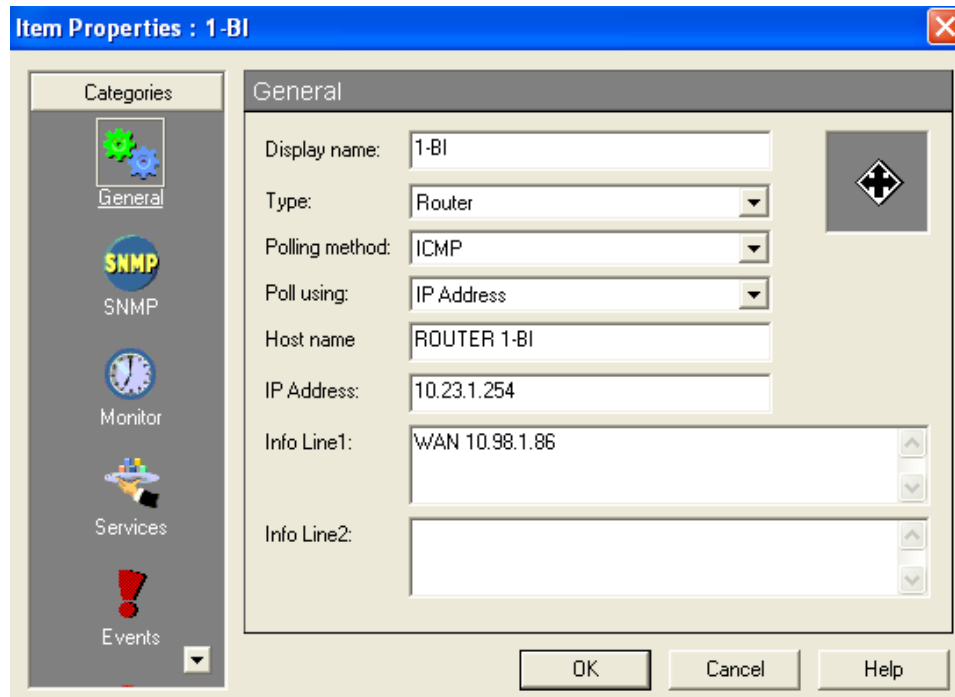 Item Properties : 1-BI
Categories
General
SNMP
SNMP
Monitor
Services
Events
General
Display name: 1-BI
Type: Router
Polling method: ICMP
Poll using: IP Address
Host name ROUTER 1-BI
IP Address: 10.23.1.254
Info Line1: WAN 10.98.1.86
Info Line2:
OK Cancel Help